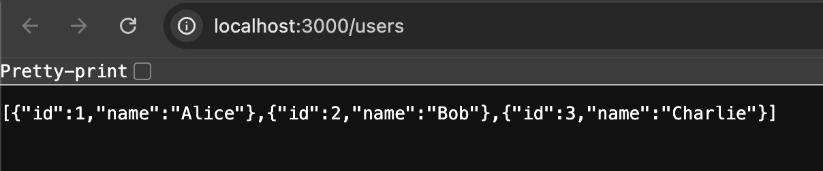 localhost:3000/users
Pretty-print
[{"id":1,"name":"Alice"},{"id":2,"name":"Bob"},{"id":3,"name":"Charlie"}]